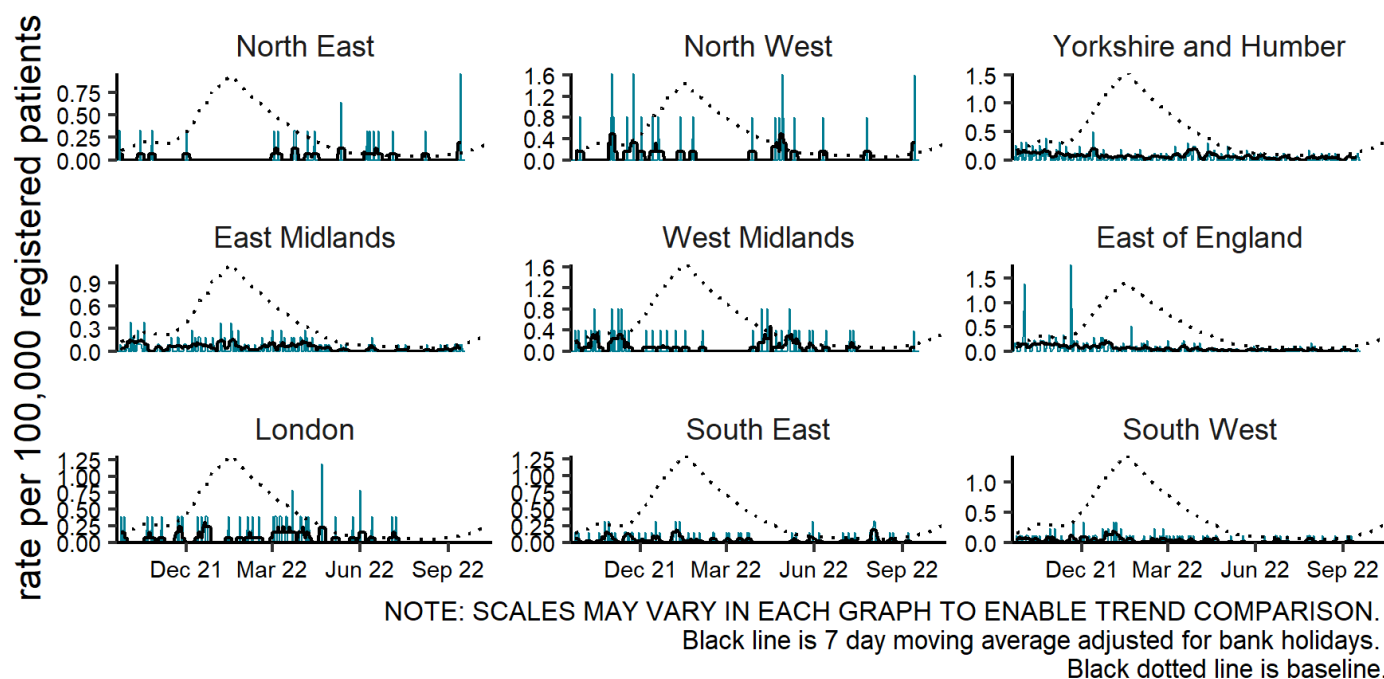 rate per 100,000 registered patients
North East
0.75
0.50
0.25
0.00
North West
1.6
1.2
0.8
0.4
0.0
Yorkshire and Humber
1.5
1.0
0.5
0.0
East Midlands
0.9
0.6
0.3
0.0
West Midlands
1.6
1.2
0.8
0.4
0.0
East of England
1.5
1.0
0.5
0.0
London
1.25
1.00
0.75
0.50
0.25
0.00
South East
1.25
1.00
0.75
0.50
0.25
0.00
South West
1.0
0.5
0.0
Dec 21 Mar 22 Jun 22 Sep 22
Dec 21 Mar 22 Jun 22 Sep 22
Dec 21 Mar 22 Jun 22 Sep 22
NOTE: SCALES MAY VARY IN EACH GRAPH TO ENABLE TREND COMPARISON.
Black line is 7 day moving average adjusted for bank holidays.
Black dotted line is baseline.